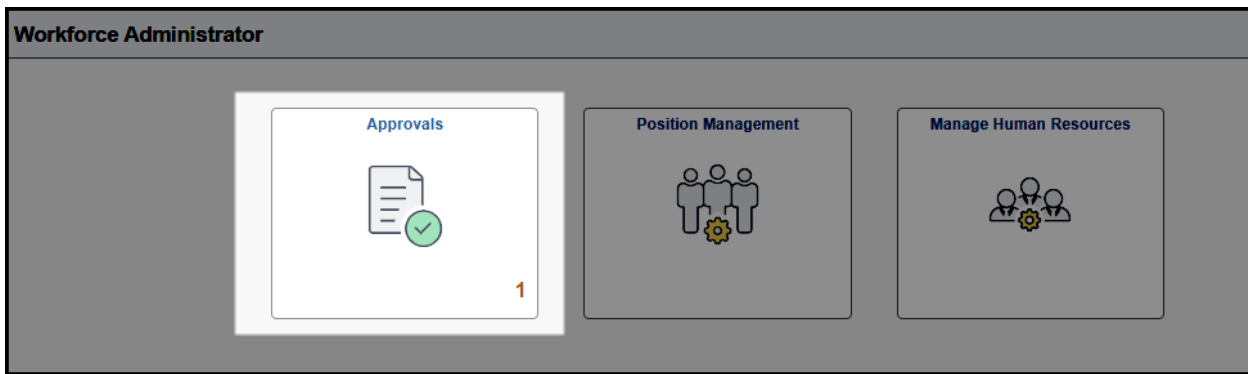 Workforce Administrator
Approvals
Position Management
Manage Human Resources
1